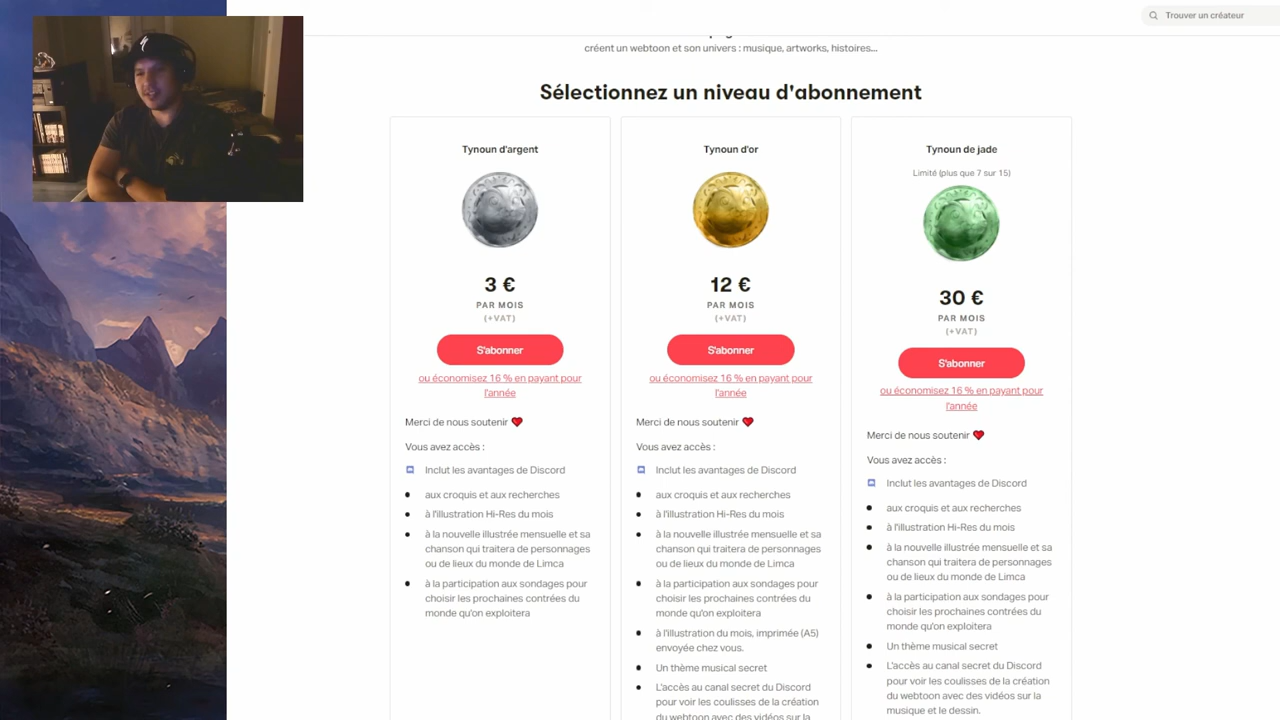 Trouver un créateur
créent un webtoon et son univers : musique, artworks, histoires...
Sélectionnez un niveau d'abonnement
Tynoun d'argent
3 €
PAR MOIS
(+VAT)
S'abonner
ou économisez 16 % en payant pour
l'année
Merci de nous soutenir ❤
Vous avez accès :
Inclut les avantages de Discord
• aux croquis et aux recherches
• à l'illustration Hi-Res du mois
• à la nouvelle illustrée mensuelle et sa
chanson qui traitera de personnages
ou de lieux du monde de Limca
• à la participation aux sondages pour
choisir les prochaines contrées du
monde qu'on exploitera
Tynoun d'or
12 €
PAR MOIS
(+VAT)
S'abonner
ou économisez 16 % en payant pour
l'année
Merci de nous soutenir ❤
Vous avez accès :
Inclut les avantages de Discord
• aux croquis et aux recherches
• à l'illustration Hi-Res du mois
• à la nouvelle illustrée mensuelle et sa
chanson qui traitera de personnages
ou de lieux du monde de Limca
• à la participation aux sondages pour
choisir les prochaines contrées du
monde qu'on exploitera
• à l'illustration du mois, imprimée (A5)
envoyée chez vous.
• Un thème musical secret
• L'accès au canal secret du Discord
pour voir les coulisses de la création
du webtoon avec des vidéos sur la
Tynoun de jade
Limité (plus que 7 sur 15)
30 €
PAR MOIS
(+VAT)
S'abonner
ou économisez 16 % en payant pour
l'année
Merci de nous soutenir ❤
Vous avez accès :
Inclut les avantages de Discord
• aux croquis et aux recherches
• à l'illustration Hi-Res du mois
• à la nouvelle illustrée mensuelle et sa
chanson qui traitera de personnages
ou de lieux du monde de Limca
• à la participation aux sondages pour
choisir les prochaines contrées du
monde qu'on exploitera
• Un thème musical secret
• L'accès au canal secret du Discord
pour voir les coulisses de la création
du webtoon avec des vidéos sur la
musique et le dessin.